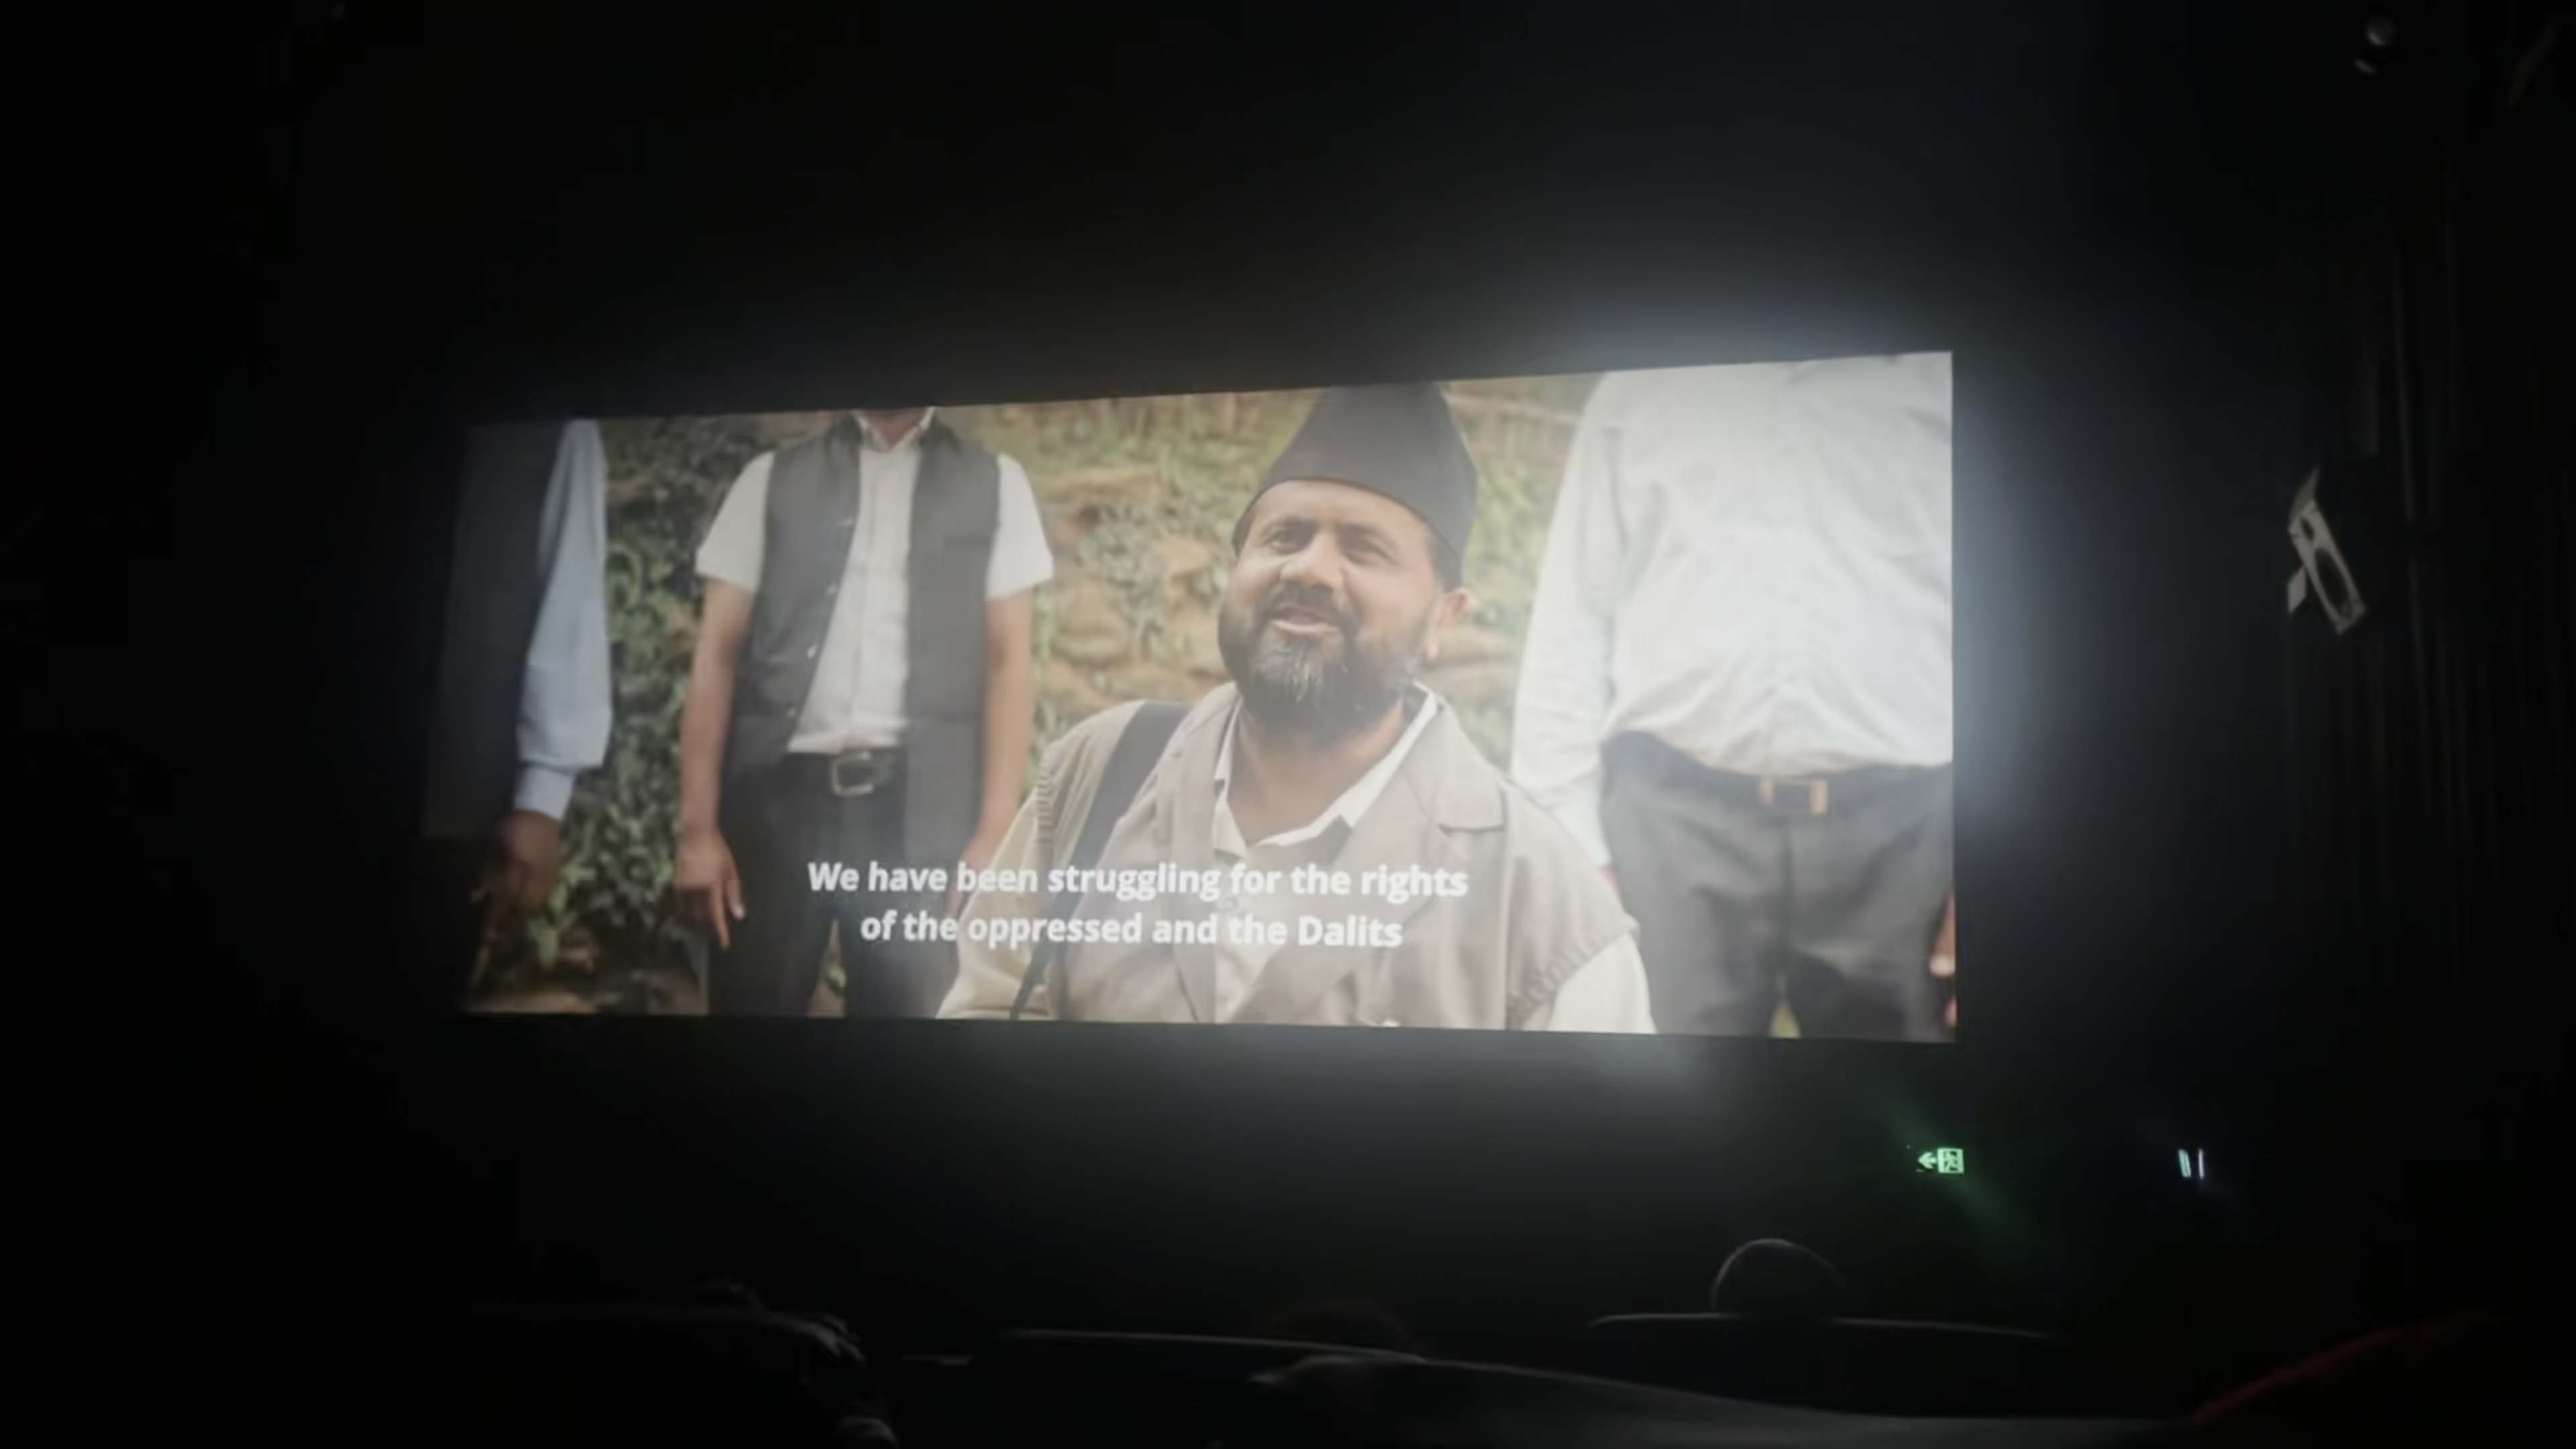 We have been struggling for the rights
of the oppressed and the Dalits